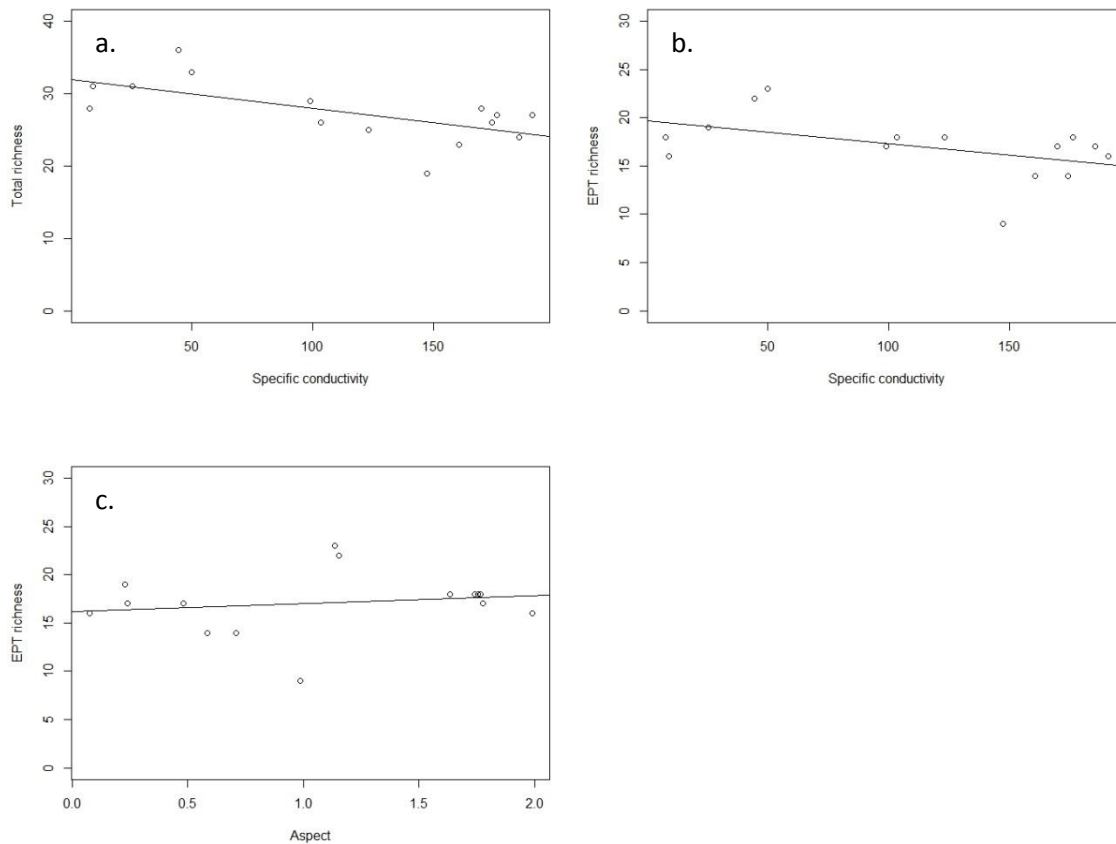 a.
Total richness
0 10 20 30 40
50 100 150
Specific conductivity
b.
EPT richness
0 5 10 15 20 25 30
50 100 150
Specific conductivity
c.
EPT richness
0 5 10 15 20 25 30
0.0 0.5 1.0 1.5 2.0
Aspect